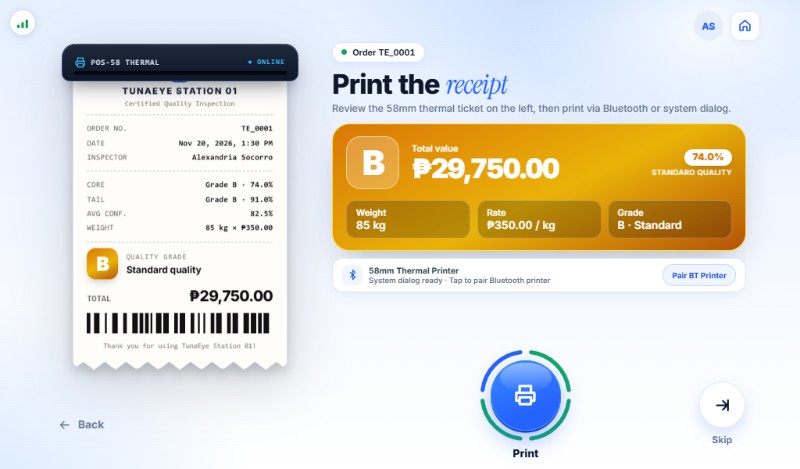 POS-58 THERMAL
ONLINE
TUNAEYE STATION 01
Certified Quality Inspection
ORDER NO. TE_0001
DATE Nov 20, 2026, 1:30 PM
INSPECTOR Alexandria Socorro
CORE Grade B · 74.0%
TAIL Grade B · 91.0%
AVG CONF. 82.5%
WEIGHT 85 kg × ₱350.00
B
QUALITY GRADE
Standard quality
TOTAL ₱29,750.00
Thank you for using TunaEye Station 01!
← Back
AS
Order TE_0001
Print the receipt
Review the 58mm thermal ticket on the left, then print via Bluetooth or system dialog.
B
Total value
₱29,750.00
74.0%
STANDARD QUALITY
Weight
85 kg
Rate
₱350.00 / kg
Grade
B · Standard
58mm Thermal Printer
System dialog ready · Tap to pair Bluetooth printer
Pair BT Printer
Print
Skip